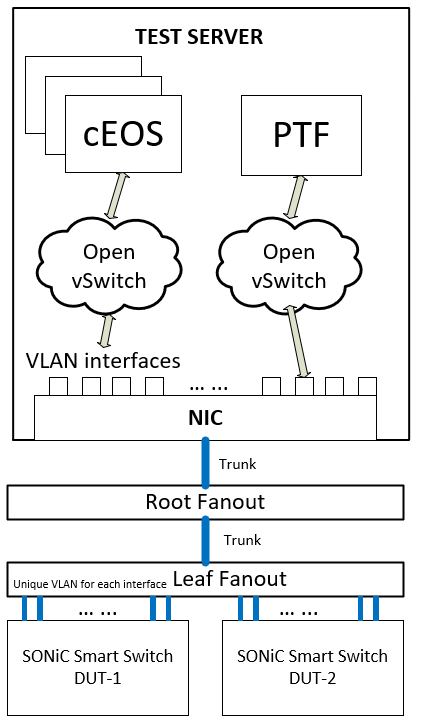 TEST SERVER
cEOS
PTF
Open
vSwitch
Open
vSwitch
VLAN interfaces
... ...
NIC
Trunk
Root Fanout
Trunk
Unique VLAN for each interface Leaf Fanout
... ...
... ...
SONiC Smart Switch
DUT-1
SONiC Smart Switch
DUT-2